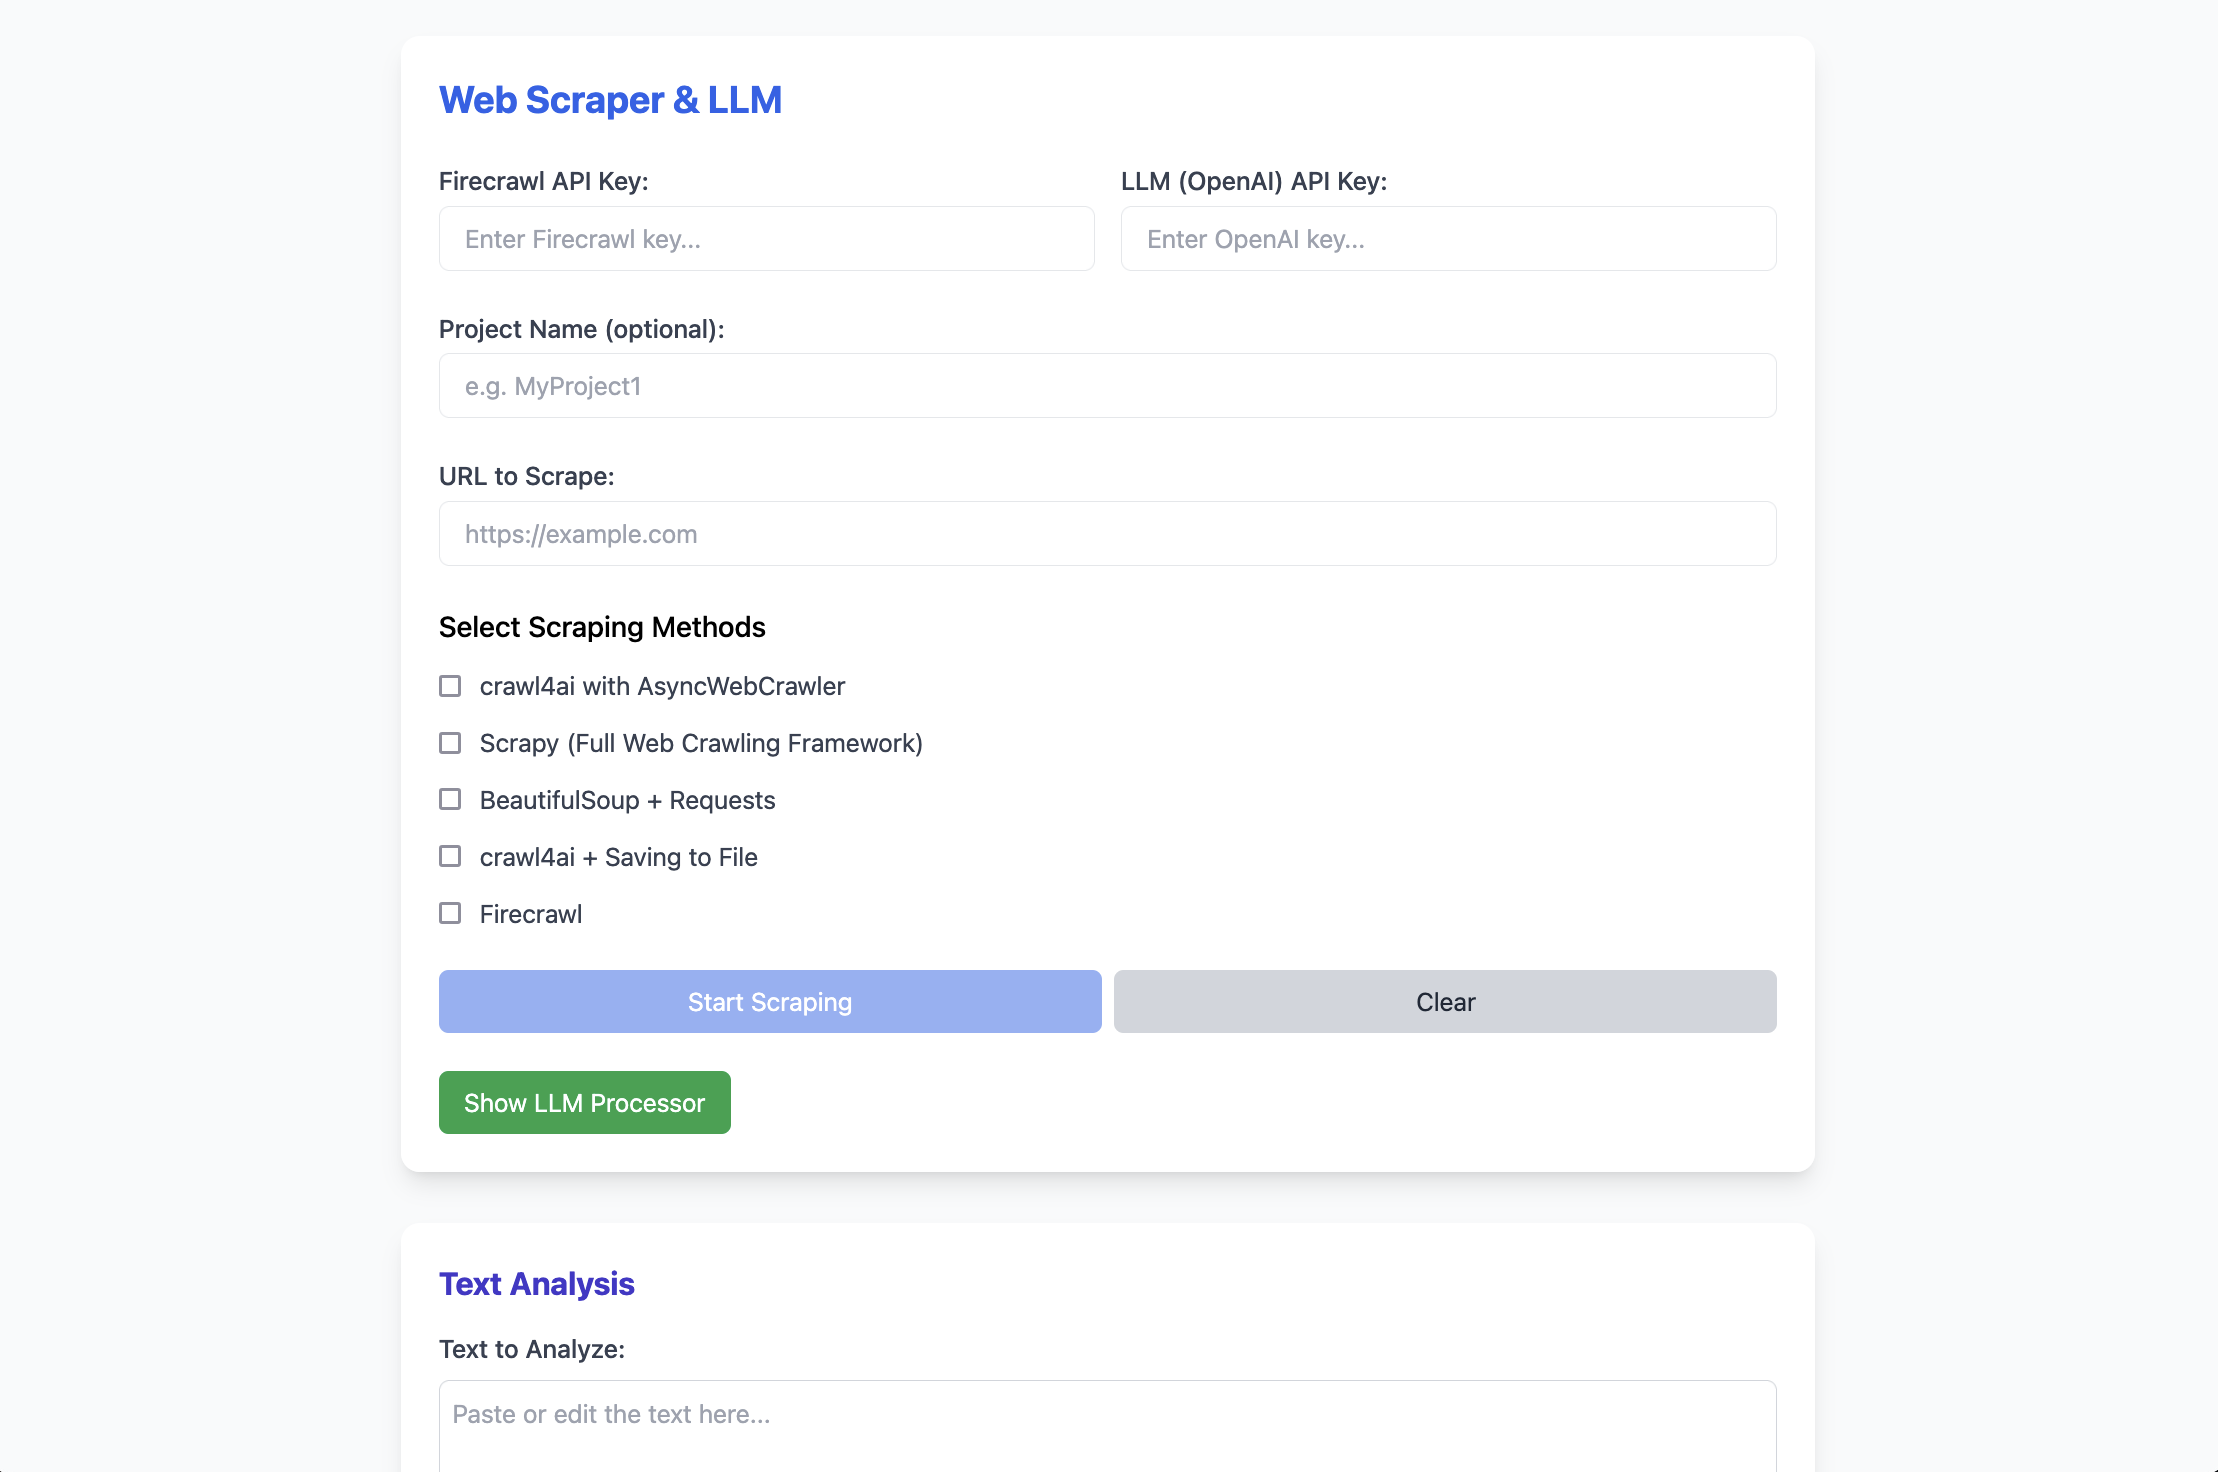 Web Scraper & LLM
Firecrawl API Key:
LLM (OpenAI) API Key:
Enter Firecrawl key...
Enter OpenAI key...
Project Name (optional):
e.g. MyProject1
URL to Scrape:
https://example.com
Select Scraping Methods
crawl4ai with AsyncWebCrawler
Scrapy (Full Web Crawling Framework)
BeautifulSoup + Requests
crawl4ai + Saving to File
Firecrawl
Start Scraping
Clear
Show LLM Processor
Text Analysis
Text to Analyze:
Paste or edit the text here...